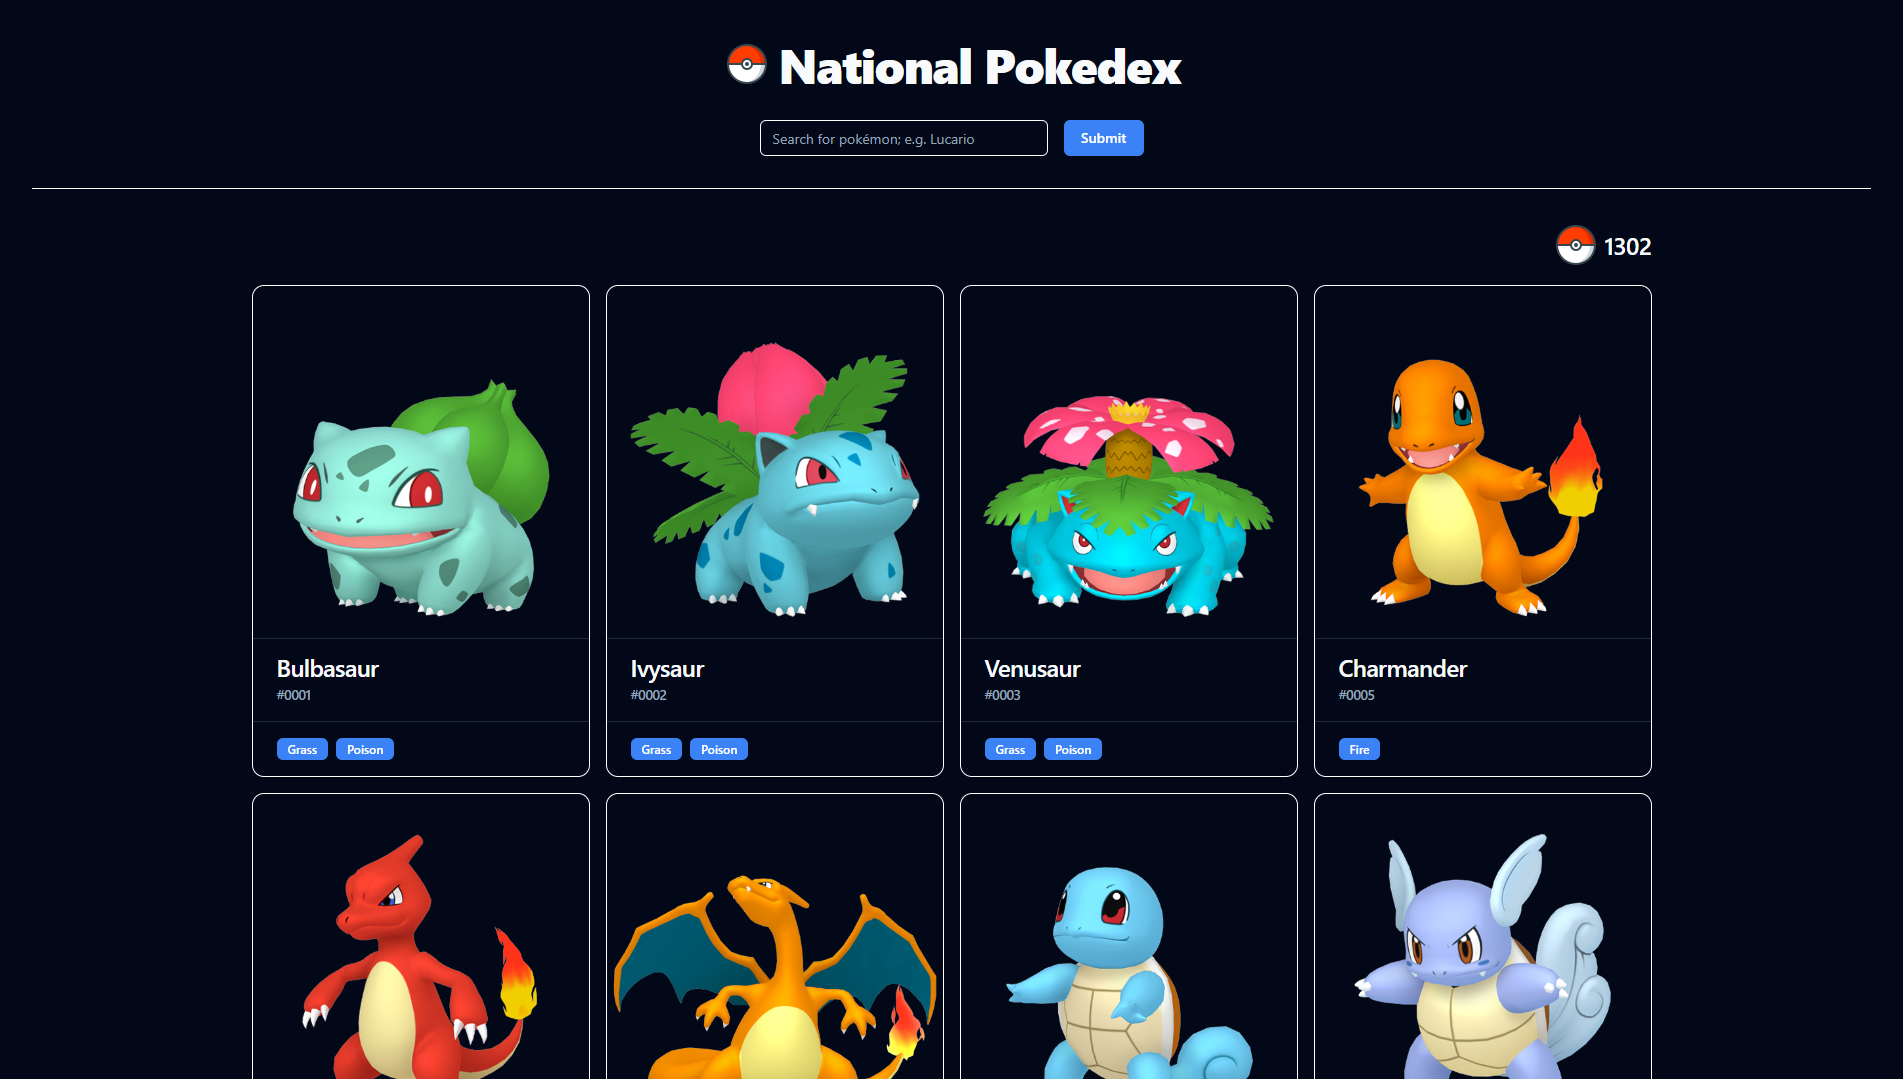 National Pokedex
Search for pokémon; e.g. Lucario
Submit
1302
Bulbasaur
#0001
Grass Poison
Ivysaur
#0002
Grass Poison
Venusaur
#0003
Grass Poison
Charmander
#0005
Fire